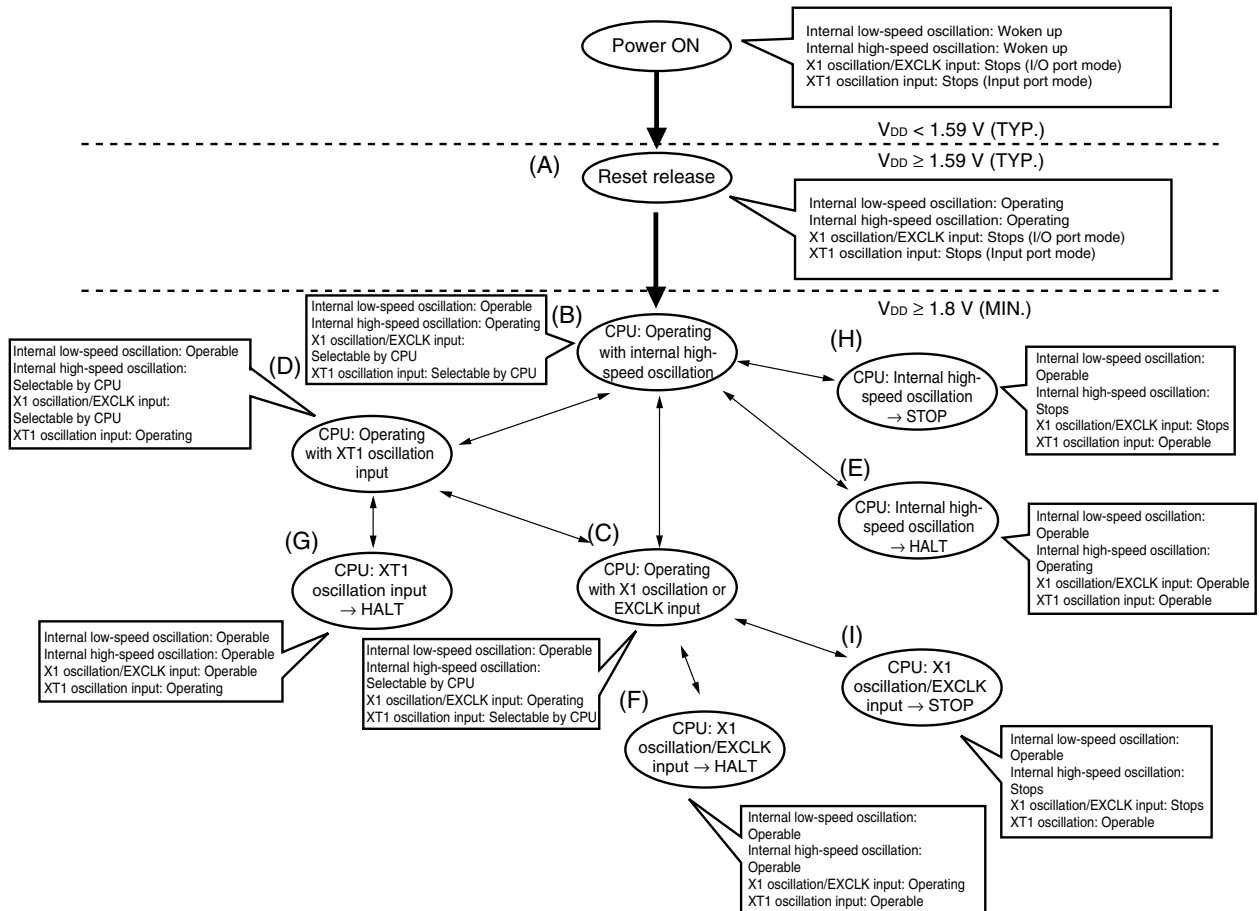 Power ON
Internal low-speed oscillation: Woken up
Internal high-speed oscillation: Woken up
X1 oscillation/EXCLK input: Stops (I/O port mode)
XT1 oscillation input: Stops (Input port mode)
VDD < 1.59 V (TYP.)
VDD ≥ 1.59 V (TYP.)
(A)
Reset release
Internal low-speed oscillation: Operating
Internal high-speed oscillation: Operating
X1 oscillation/EXCLK input: Stops (I/O port mode)
XT1 oscillation input: Stops (Input port mode)
VDD ≥ 1.8 V (MIN.)
(B)
Internal low-speed oscillation: Operable
Internal high-speed oscillation: Operating
X1 oscillation/EXCLK input:
Selectable by CPU
XT1 oscillation input: Selectable by CPU
CPU: Operating
with internal high-
speed oscillation
(D)
Internal low-speed oscillation: Operable
Internal high-speed oscillation:
Selectable by CPU
X1 oscillation/EXCLK input:
Selectable by CPU
XT1 oscillation input: Operating
CPU: Operating
with XT1 oscillation
input
(H)
CPU: Internal high-
speed oscillation
→ STOP
Internal low-speed oscillation:
Operable
Internal high-speed oscillation:
Stops
X1 oscillation/EXCLK input: Stops
XT1 oscillation input: Operable
(E)
CPU: Internal high-
speed oscillation
→ HALT
Internal low-speed oscillation:
Operable
Internal high-speed oscillation:
Operating
X1 oscillation/EXCLK input: Operable
XT1 oscillation input: Operable
(G)
CPU: XT1
oscillation input
→ HALT
Internal low-speed oscillation: Operable
Internal high-speed oscillation: Operable
X1 oscillation/EXCLK input: Operable
XT1 oscillation input: Operating
(C)
CPU: Operating
with X1 oscillation or
EXCLK input
Internal low-speed oscillation: Operable
Internal high-speed oscillation:
Selectable by CPU
X1 oscillation/EXCLK input: Operating
XT1 oscillation input: Selectable by CPU
(I)
CPU: X1
oscillation/EXCLK
input → STOP
Internal low-speed oscillation:
Operable
Internal high-speed oscillation:
Stops
X1 oscillation/EXCLK input: Stops
XT1 oscillation: Operable
(F)
CPU: X1
oscillation/EXCLK
input → HALT
Internal low-speed oscillation:
Operable
Internal high-speed oscillation:
Operable
X1 oscillation/EXCLK input: Operating
XT1 oscillation input: Operable